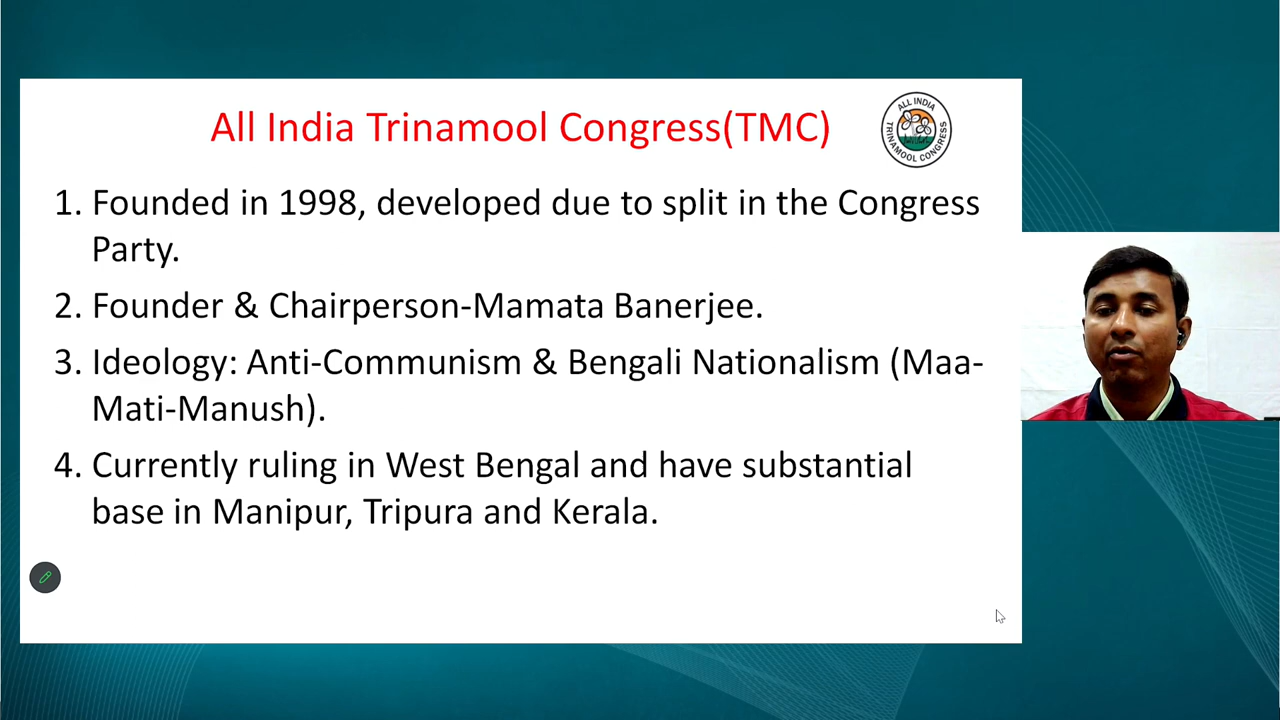 All India Trinamool Congress(TMC)
ALL INDIA
TRINAMOOL CONGRESS
1. Founded in 1998, developed due to split in the Congress
Party.
2. Founder & Chairperson-Mamata Banerjee.
3. Ideology: Anti-Communism & Bengali Nationalism (Maa-
Mati-Manush).
4. Currently ruling in West Bengal and have substantial
base in Manipur, Tripura and Kerala.